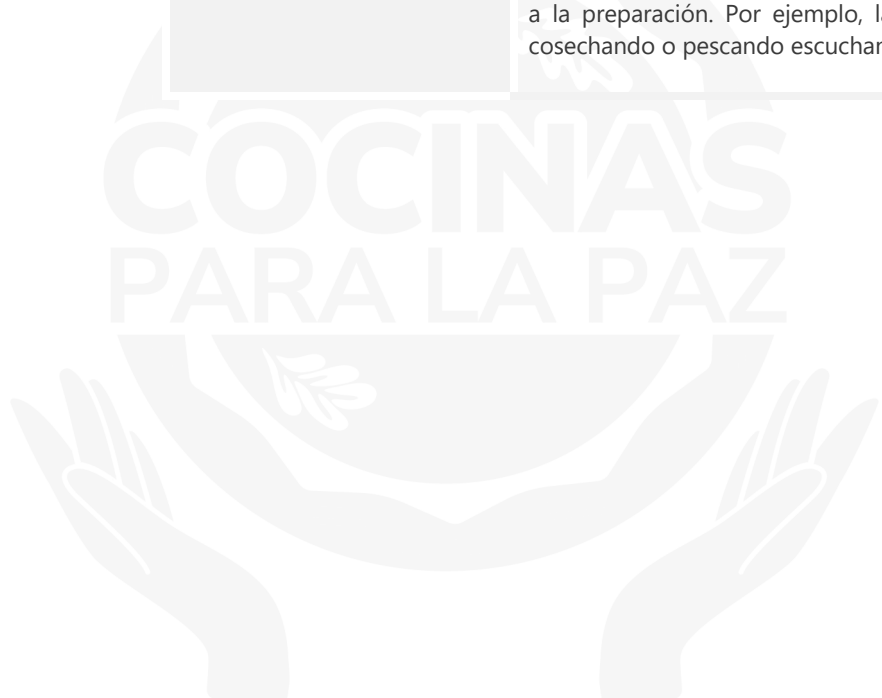 a la preparación. Por ejemplo,
cosechando o pescando
COCINAS
PARA LA PAZ